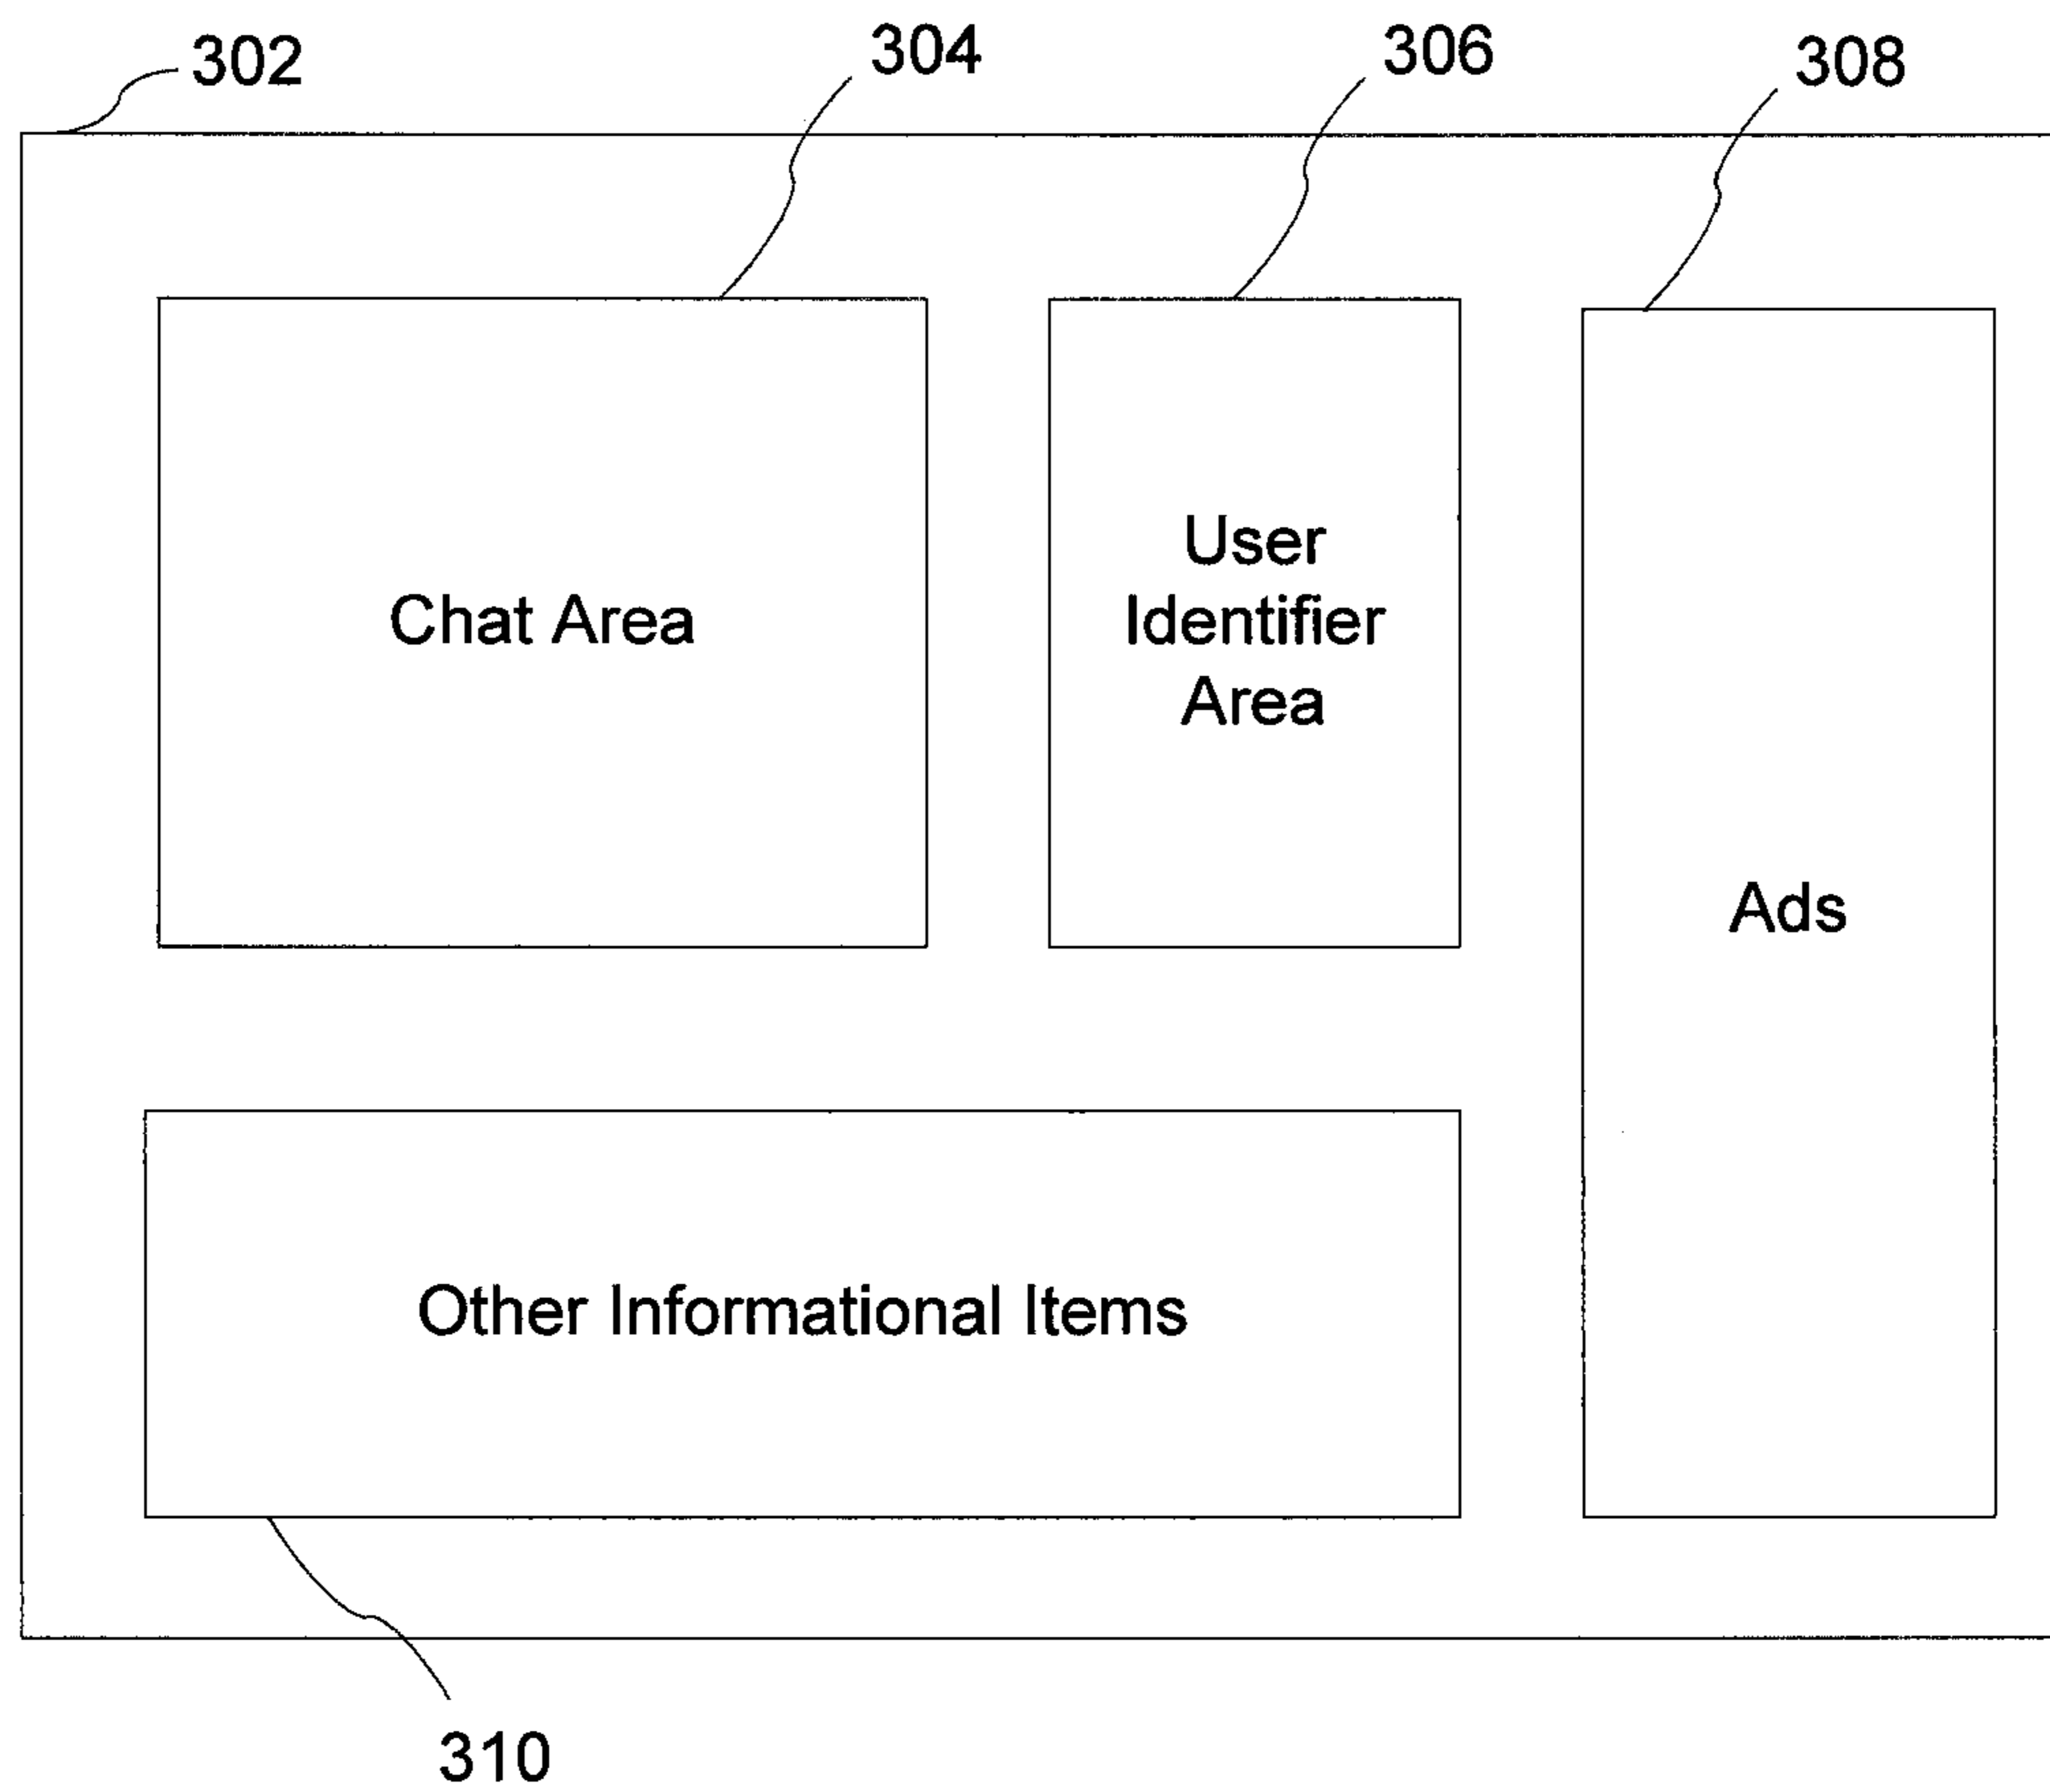 302
304
306
308
Chat Area
User
Identifier
Area
Ads
Other Informational Items
310